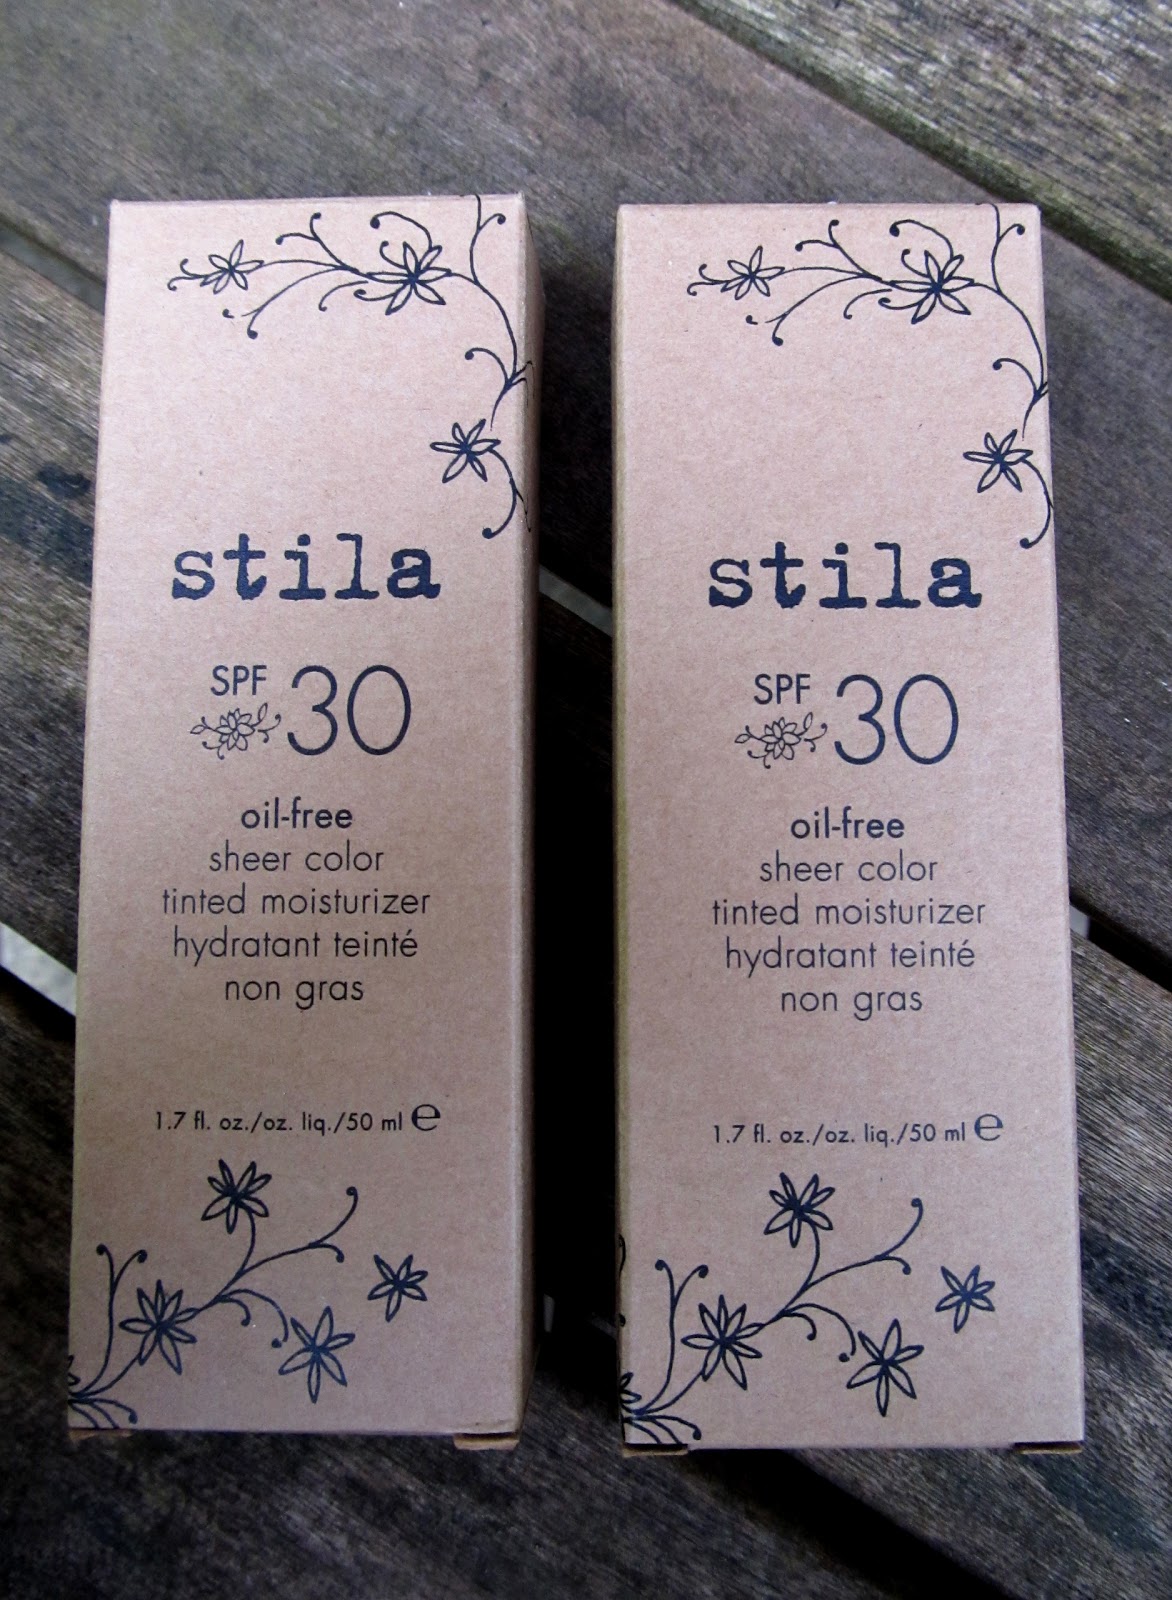 stila
SPF 30
oil-free
sheer color
tinted moisturizer
hydratant teinté
non gras
1.7 fl. oz./oz. liq./50 ml e
stila
SPF 30
oil-free
sheer color
tinted moisturizer
hydratant teinté
non gras
1.7 fl. oz./oz. liq./50 ml e